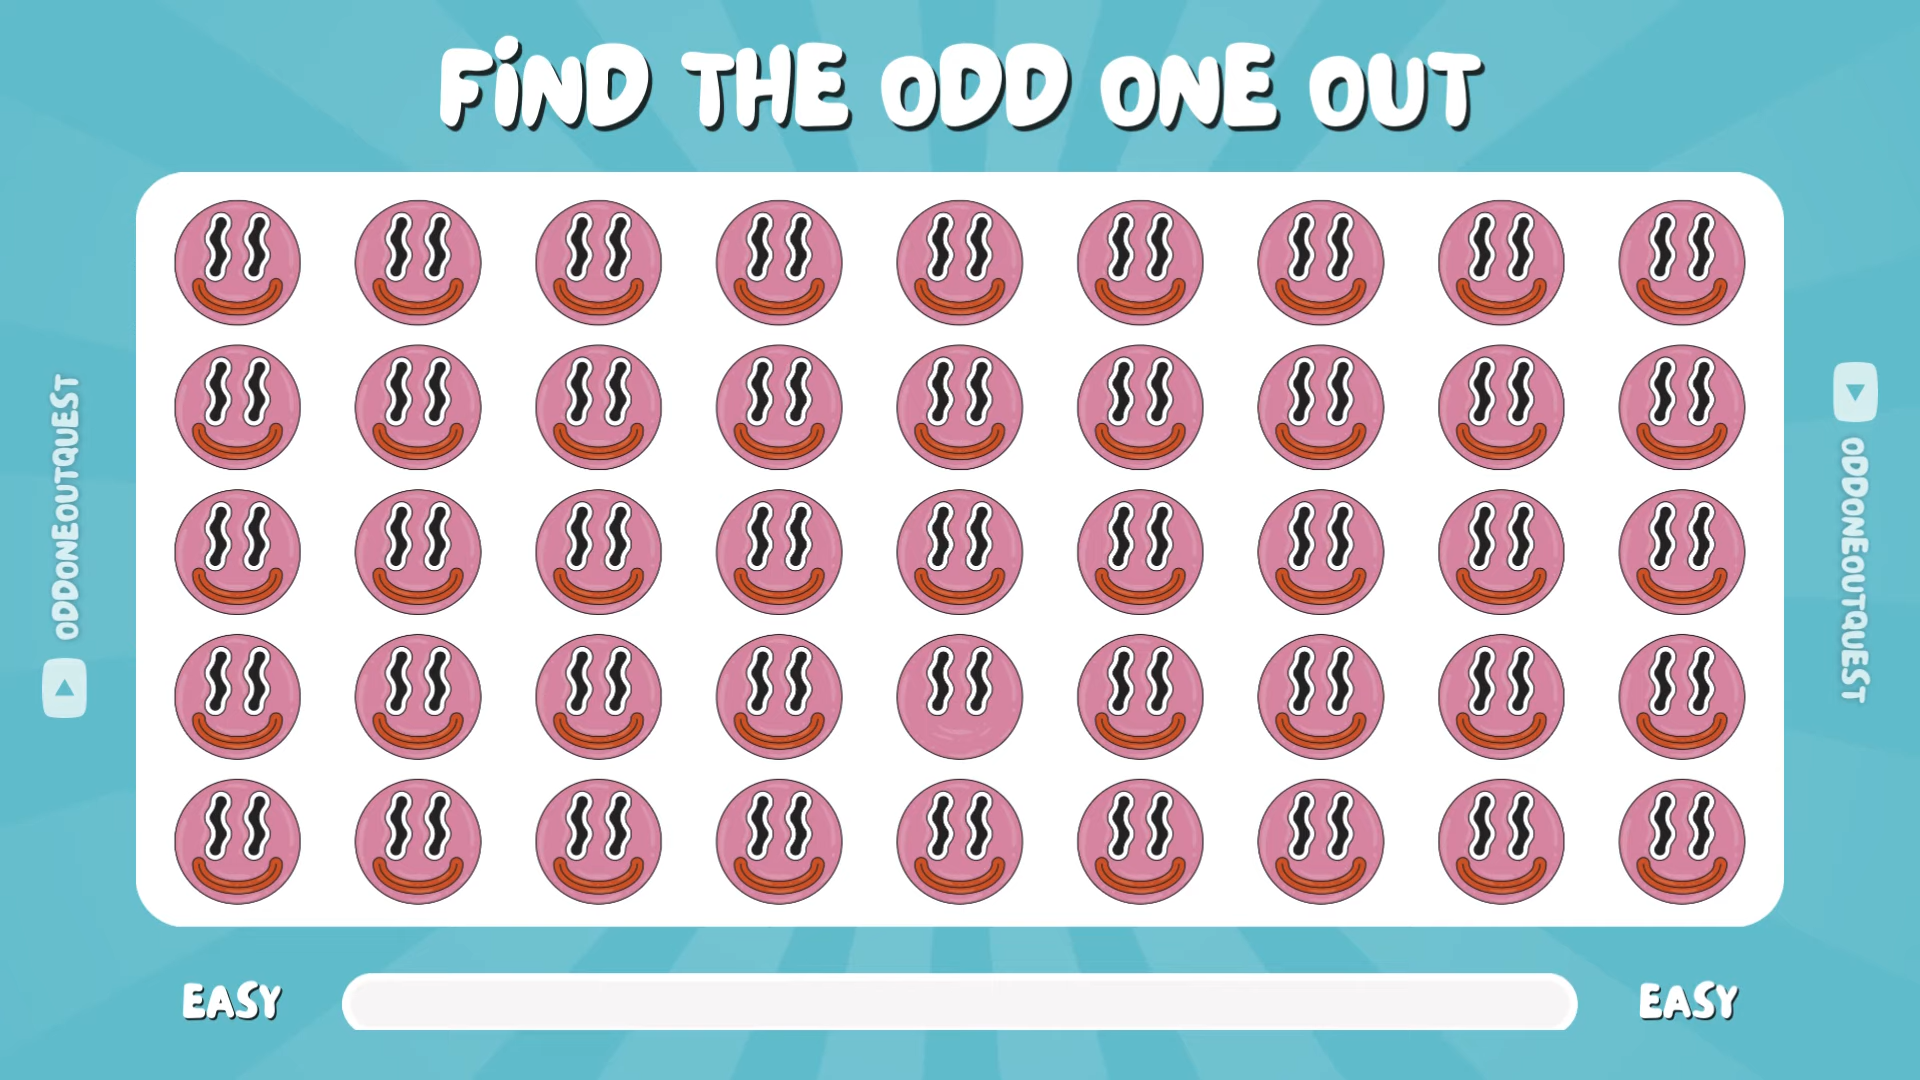 FiND THE ODD ONE OUT
ODDONEOUTQUEST
ODDONEOUTQUEST
EASY
EASY